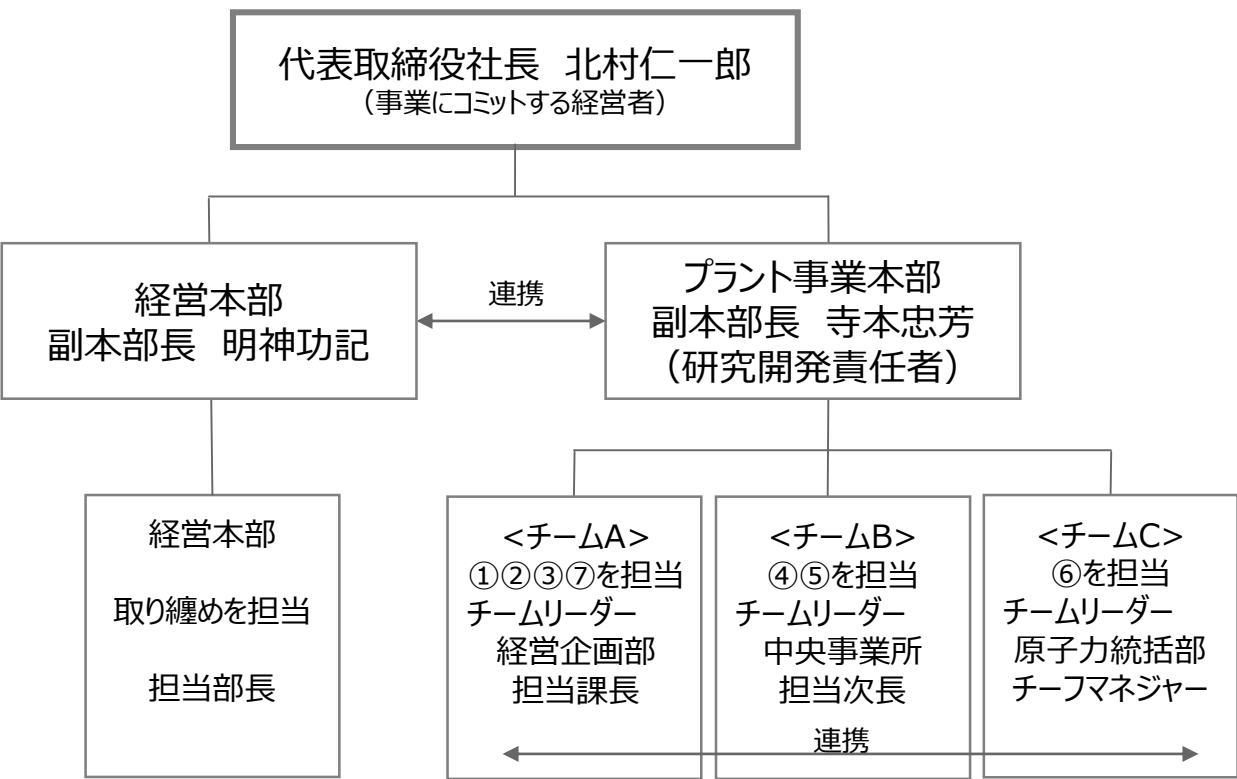 代表取締役社長　北村仁一郎
（事業にコミットする経営者）
経営本部
副本部長　明神功記
連携
プラント事業本部
副本部長　寺本忠芳
（研究開発責任者）
経営本部
取り纏めを担当
担当部長
<チームA>
①②③⑦を担当
チームリーダー
経営企画部
担当課長
<チームB>
④⑤を担当
チームリーダー
中央事業所
担当次長
<チームC>
⑥を担当
チームリーダー
原子力統括部
チーフマネジャー
連携